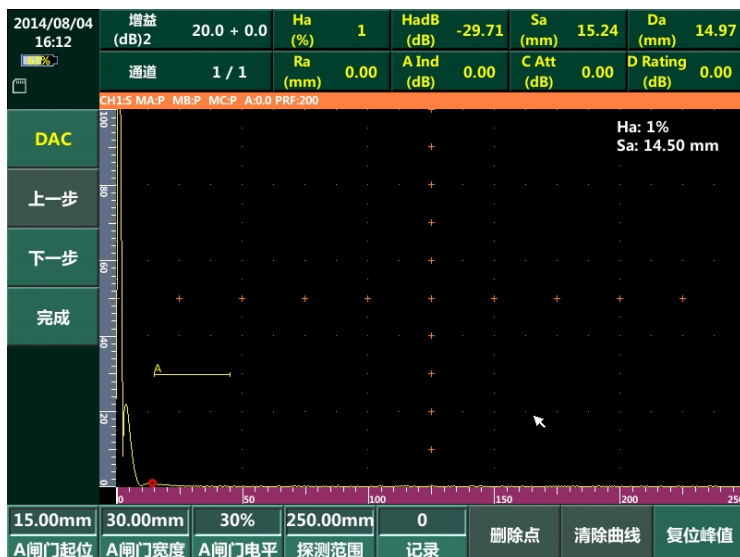 2014/08/04
16:12
63%
增益
(dB)2
20.0 + 0.0
Ha
(%)
1
HadB
(dB)
-29.71
Sa
(mm)
15.24
Da
(mm)
14.97
通道
1 / 1
Ra
(mm)
0.00
A Ind
(dB)
0.00
C Att
(dB)
0.00
D Rating
(dB)
0.00
CH1:S MA:P MB:P MC:P A:0.0 PRF:200
DAC
上一步
下一步
完成
Ha: 1%
Sa: 14.50 mm
100
80
60
40
20
0
A
0
50
100
150
200
250
15.00mm
A闸门起位
30.00mm
A闸门宽度
30%
A闸门电平
250.00mm
探测范围
0
记录
删除点
清除曲线
复位峰值